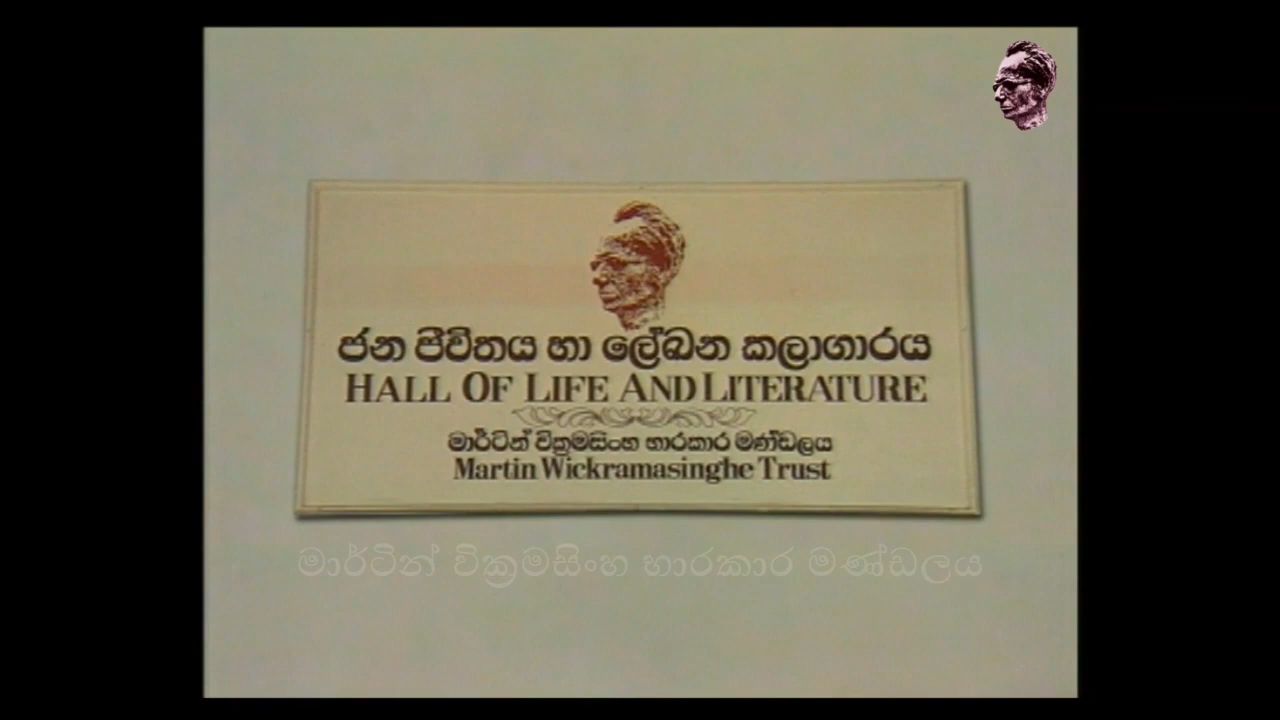 ජන ජීවිතය හා ලේඛන කලාගාරය
HALL OF LIFE AND LITERATURE
මාර්ටින් වික්‍රමසිංහ භාරකාර මණ්ඩලය
Martin Wickramasinghe Trust
මාර්ටින් වික්‍රමසිංහ භාරකාර මණ්ඩලය